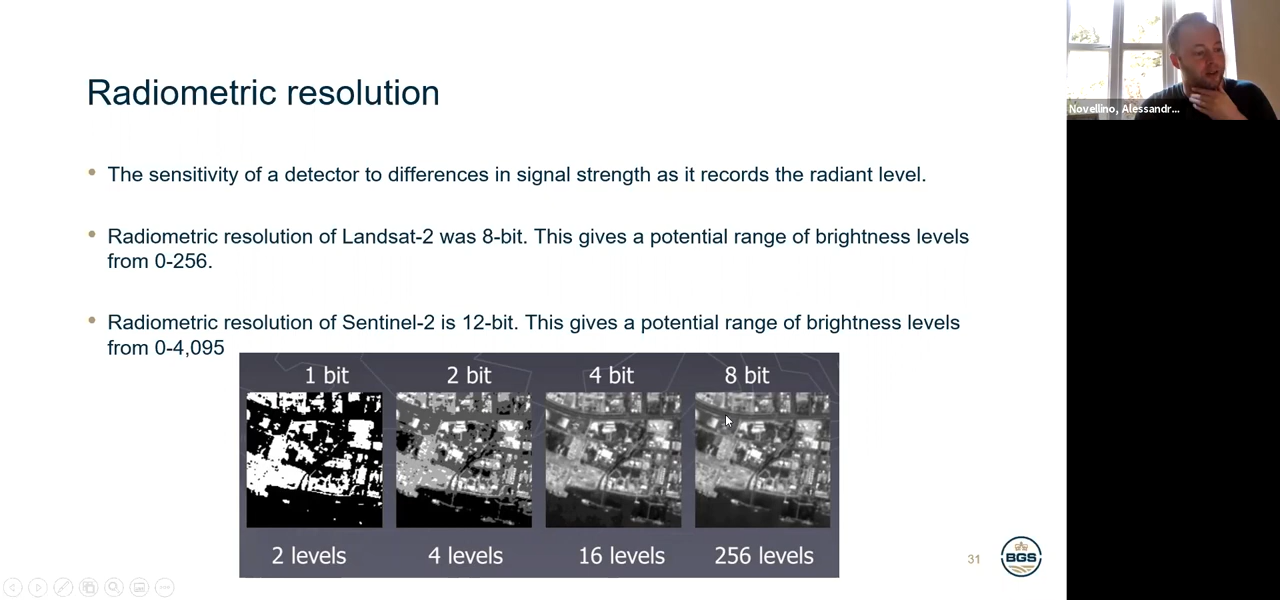 Radiometric resolution
• The sensitivity of a detector to differences in signal strength as it records the radiant level.
• Radiometric resolution of Landsat-2 was 8-bit. This gives a potential range of brightness levels
from 0-256.
• Radiometric resolution of Sentinel-2 is 12-bit. This gives a potential range of brightness levels
from 0-4,095
1 bit 2 bit 4 bit 8 bit
2 levels 4 levels 16 levels 256 levels
31
BGS
Novellino, Alessandr...